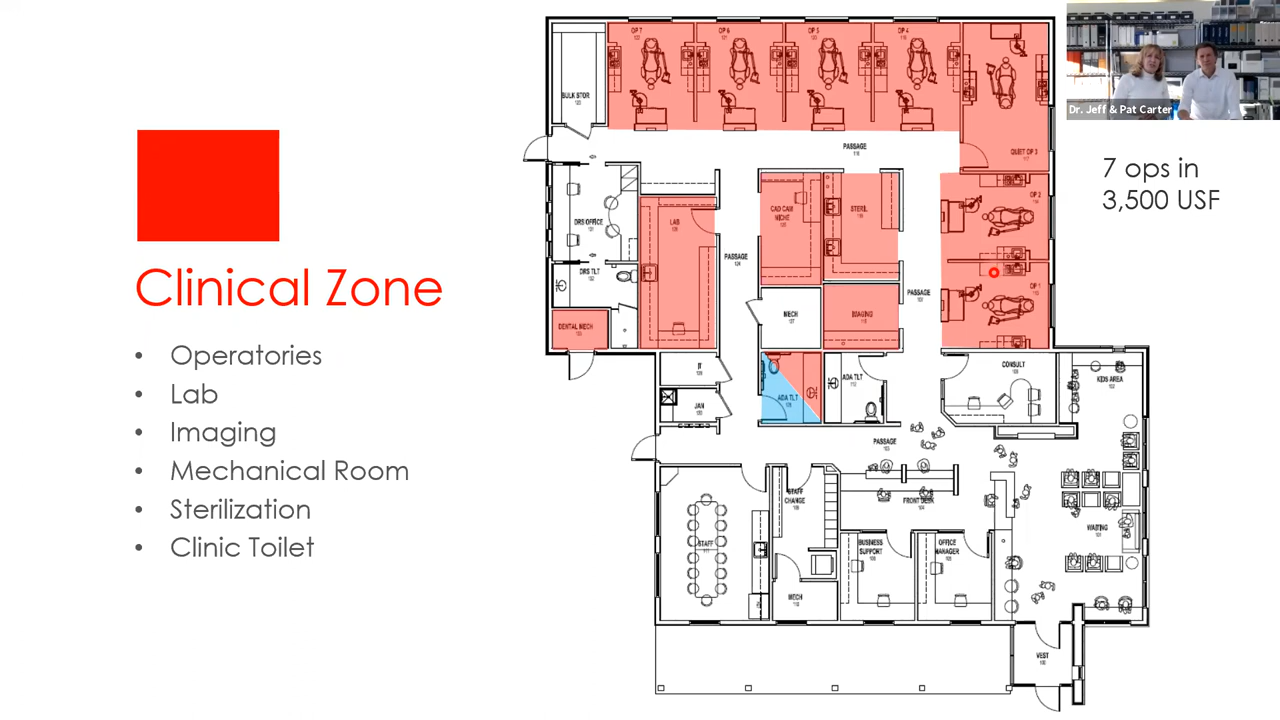 Clinical Zone
• Operatories
• Lab
• Imaging
• Mechanical Room
• Sterilization
• Clinic Toilet
7 ops in
3,500 USF
Dr. Jeff & Pat Carter
OP 7
OP 6
OP 5
OP 4
BULK STOR
PASSAGE
QUIET OP 3
DRS OFFICE
LAB
CAD CAM
NICHE
STERIL
OP 2
DRS TLT
PASSAGE
PASSAGE
OP 1
DENTAL MECH
MECH
IMAGING
IT
JAN
ADA TLT
ADA TLT
CONSULT
KIDS AREA
PASSAGE
STAFF
STAFF
CHANGE
FRONT DESK
WAITING
BUSINESS
SUPPORT
OFFICE
MANAGER
MECH
VEST